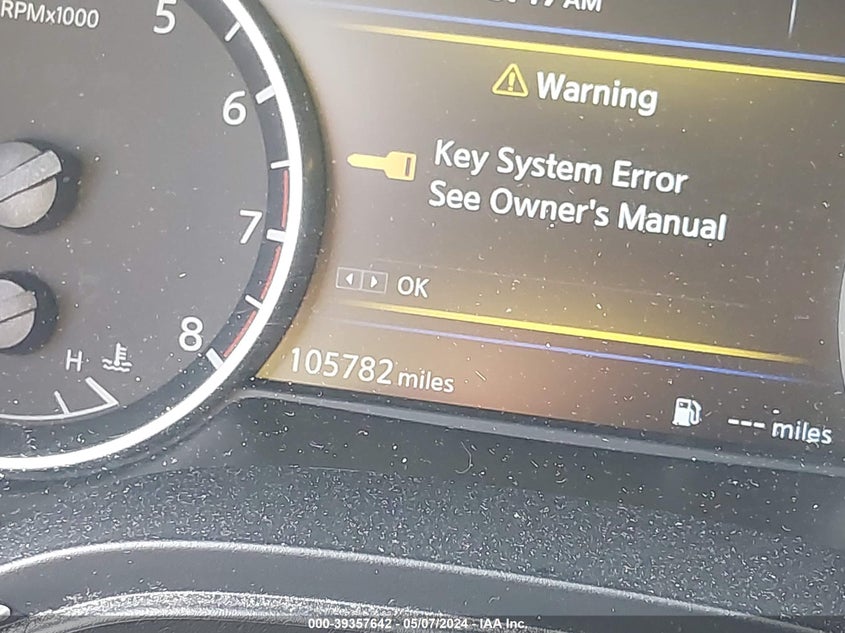 RPMx1000
5
AM
Warning
6
Key System Error
See Owner's Manual
7
OK
8
H
105782 miles
--- miles
000-39357642 - 05/07/2024 - IAA Inc.